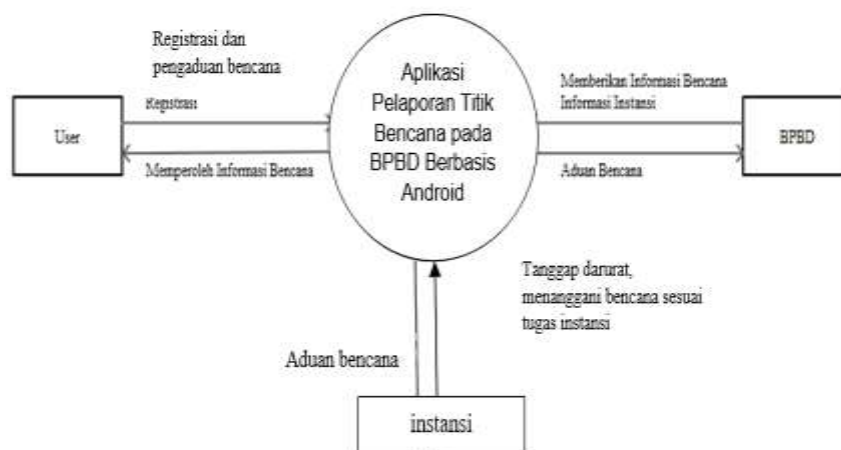 Registrasi dan
pengaduan bencana
Registrasi
User
Memperoleh Informasi Bencana
Aplikasi
Pelaporan Titik
Bencana pada
BPBD Berbasis
Android
Memberikan Informasi Bencana
Informasi Instansi
BPBD
Aduan Bencana
Tanggap darurat,
menanggani bencana sesuai
tugas instansi
Aduan bencana
instansi